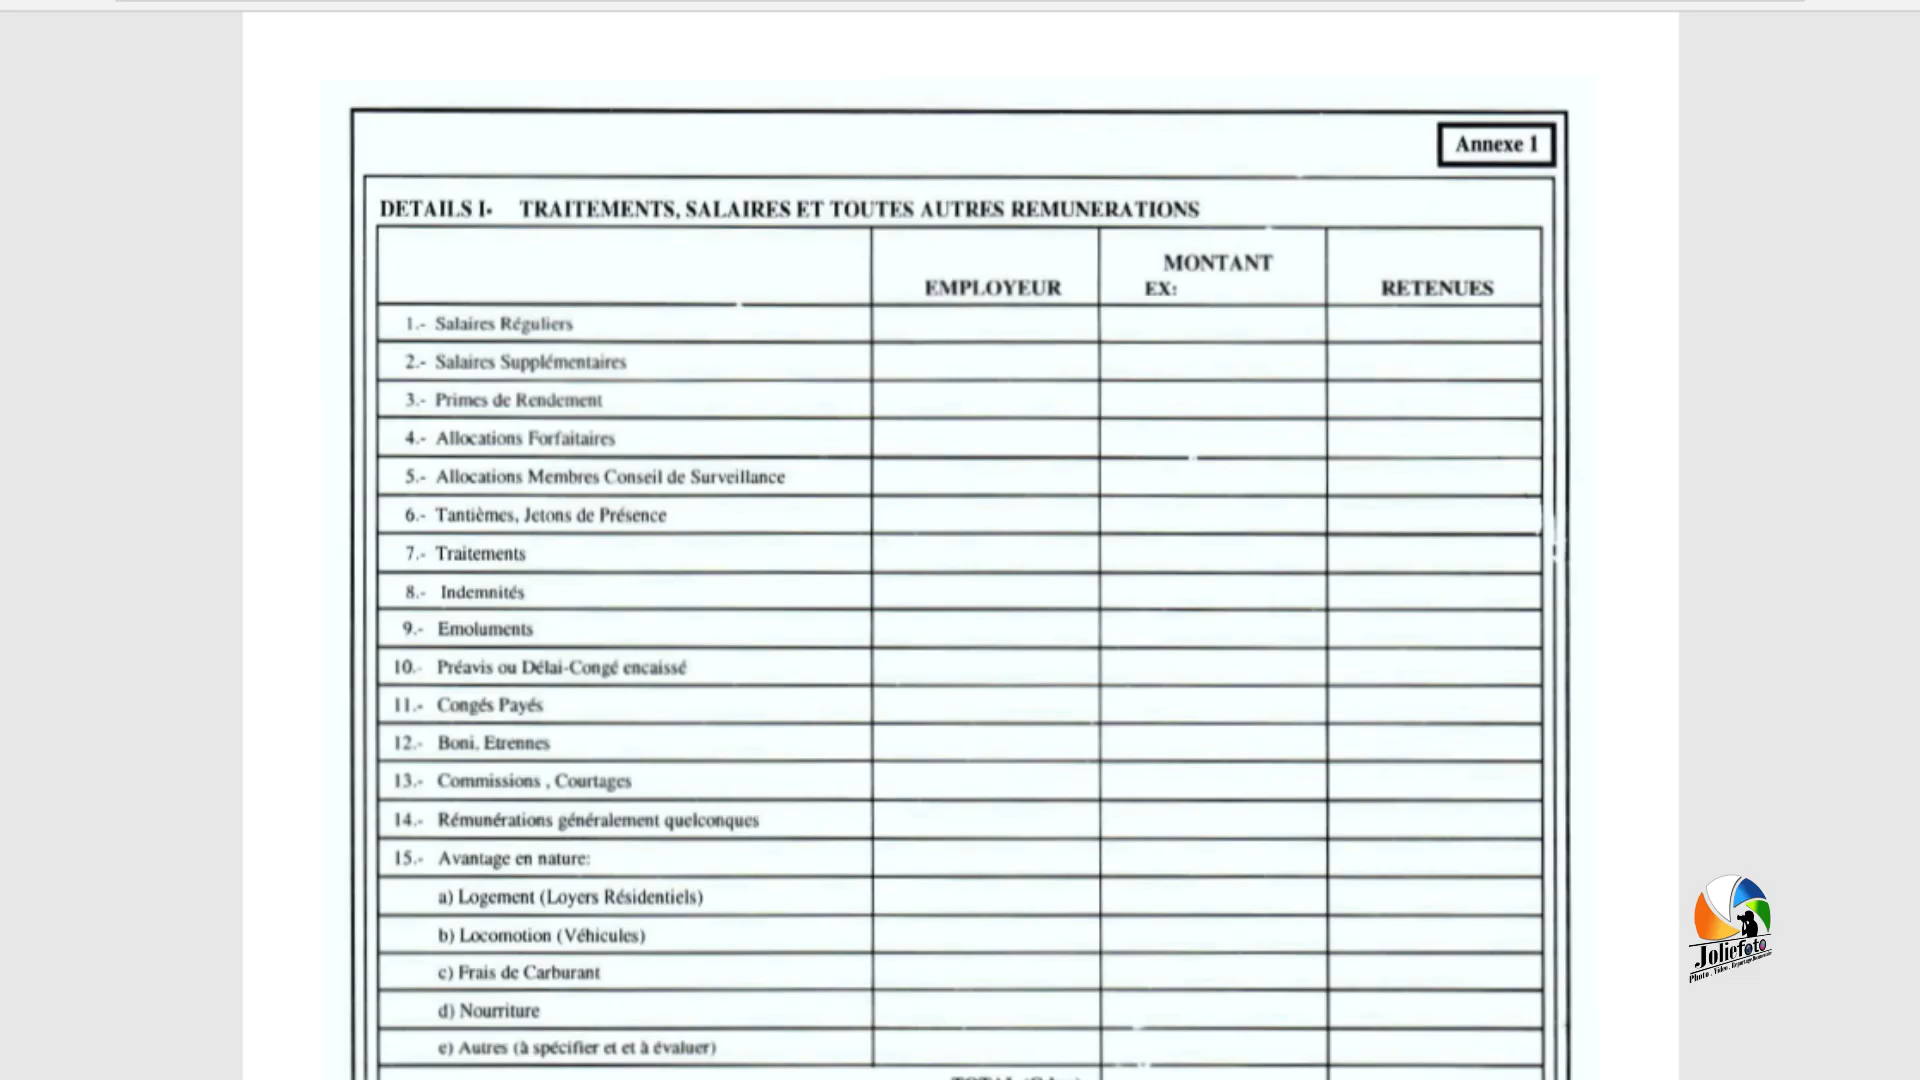 Annexe 1
DETAILS I- TRAITEMENTS, SALAIRES ET TOUTES AUTRES REMUNERATIONS
MONTANT
EMPLOYEUR EX: RETENUES
1.- Salaires Réguliers
2.- Salaires Supplémentaires
3.- Primes de Rendement
4.- Allocations Forfaitaires
5.- Allocations Membres Conseil de Surveillance
6.- Tantièmes, Jetons de Présence
7.- Traitements
8.- Indemnités
9.- Emoluments
10.- Préavis ou Délai-Congé encaissé
11.- Congés Payés
12.- Boni, Etrennes
13.- Commissions , Courtages
14.- Rémunérations généralement quelconques
15.- Avantage en nature:
a) Logement (Loyers Résidentiels)
b) Locomotion (Véhicules)
c) Frais de Carburant
d) Nourriture
e) Autres (à spécifier et et à évaluer)
Joliefoto
Photo . Video .